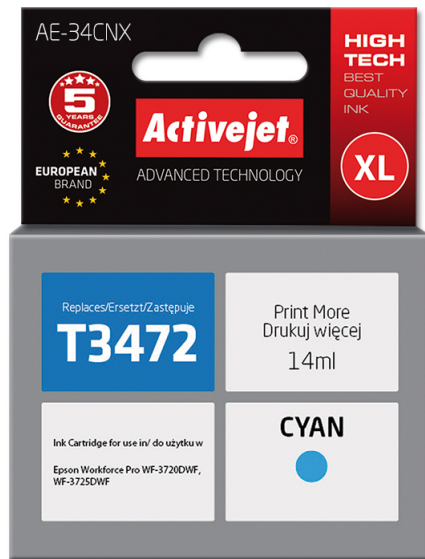 AE-34CNX
HIGH
TECH
BEST
QUALITY
INK
5
YEARS
GUARANTEE
Activejet®
EUROPEAN
BRAND
ADVANCED TECHNOLOGY
XL
Replaces/Ersetzt/Zastępuje
T3472
Print More
Drukuj więcej
14ml
Ink Cartridge for use in/ do użytku w
Epson Workforce Pro WF-3720DWF,
WF-3725DWF
CYAN